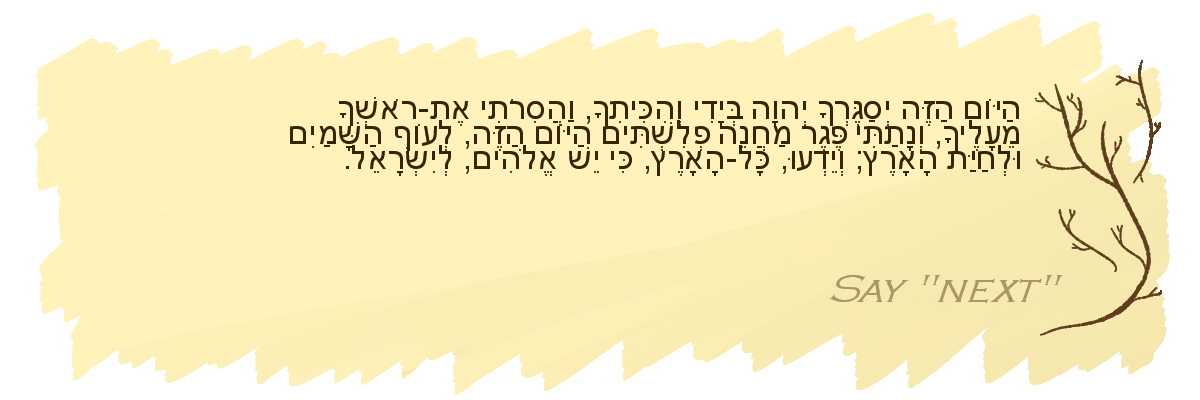 הַיּוֹם הַזֶּה יְסַגֶּרְךָ יְהוָה בְּיָדִי וְהִכִּיתִךָ, וַהֲסִרֹתִי אֶת-רֹאשְׁךָ
מֵעָלֶיךָ, וְנָתַתִּי פֶּגֶר מַחֲנֵה פְלִשְׁתִּים הַיּוֹם הַזֶּה, לְעוֹף הַשָּׁמַיִם
וּלְחַיַּת הָאָרֶץ; וְיֵדְעוּ, כָּל-הָאָרֶץ, כִּי יֵשׁ אֱלֹהִים, לְיִשְׂרָאֵל.
Say "next"